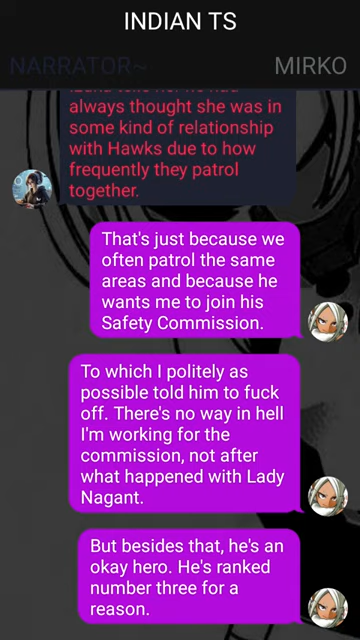 INDIAN TS
NARRATOR~
MIRKO
always thought she was in
some kind of relationship
with Hawks due to how
frequently they patrol
together.
That's just because we
often patrol the same
areas and because he
wants me to join his
Safety Commission.
To which I politely as
possible told him to fuck
off. There's no way in hell
I'm working for the
commission, not after
what happened with Lady
Nagant.
But besides that, he's an
okay hero. He's ranked
number three for a
reason.